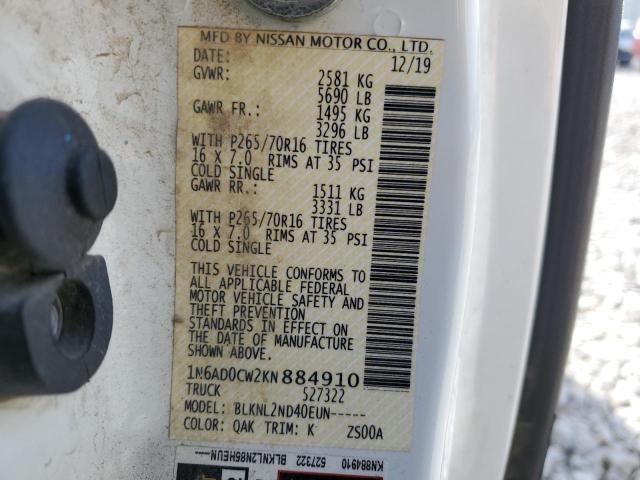 MFD BY NISSAN MOTOR CO., LTD.
DATE: 12/19
GVWR: 2581 KG
5690 LB
GAWR FR.: 1495 KG
3296 LB
WITH P265/70R16 TIRES
16 X 7.0 RIMS AT 35 PSI
COLD SINGLE
GAWR RR.: 1511 KG
3331 LB
WITH P265/70R16 TIRES
16 X 7.0 RIMS AT 35 PSI
COLD SINGLE
THIS VEHICLE CONFORMS TO
ALL APPLICABLE FEDERAL
MOTOR VEHICLE SAFETY AND
THEFT PREVENTION
STANDARDS IN EFFECT ON
THE DATE OF MANUFACTURE
SHOWN ABOVE.
1N6AD0CW2KN884910
TRUCK 527322
MODEL: BLKNL2ND40EUN-----
COLOR: QAK TRIM: K ZS00A
KN884910 527322 BLKNL2N886HEUN